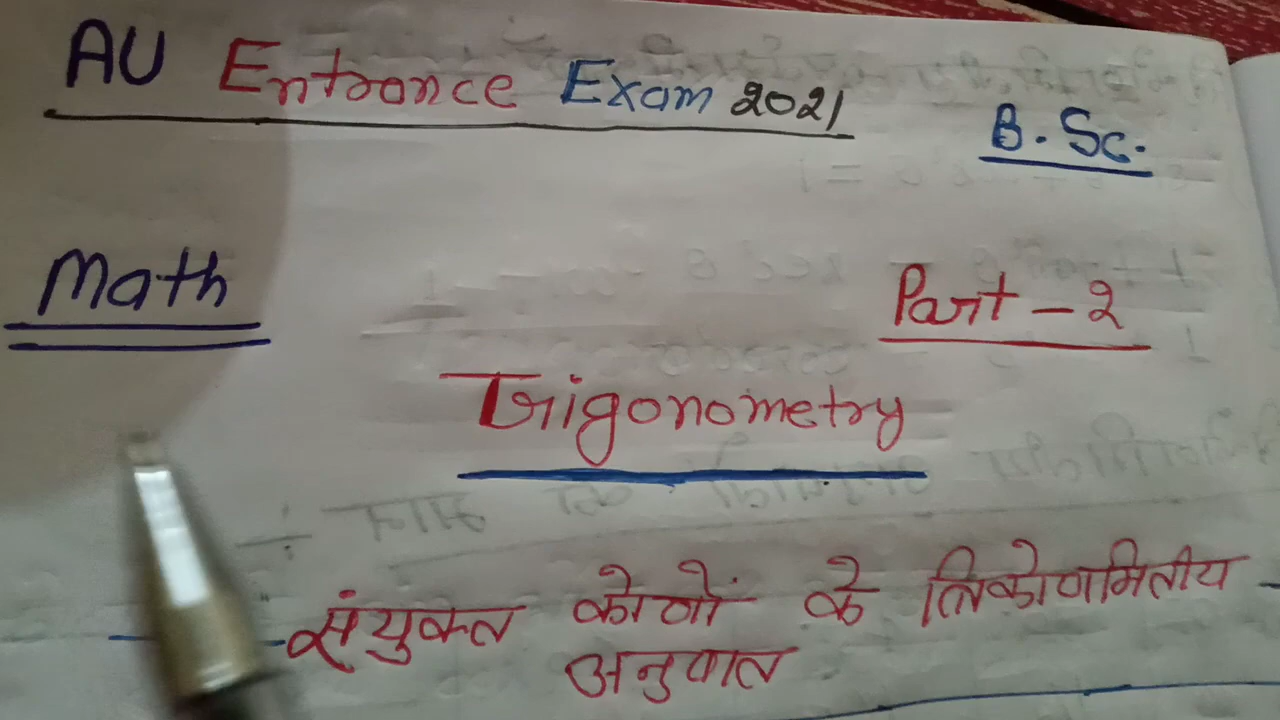 AU Entrance Exam 2021
B. Sc.
Math
Part - 2
Trigonometry
संयुक्त कोणों के त्रिकोणमितीय
अनुपात